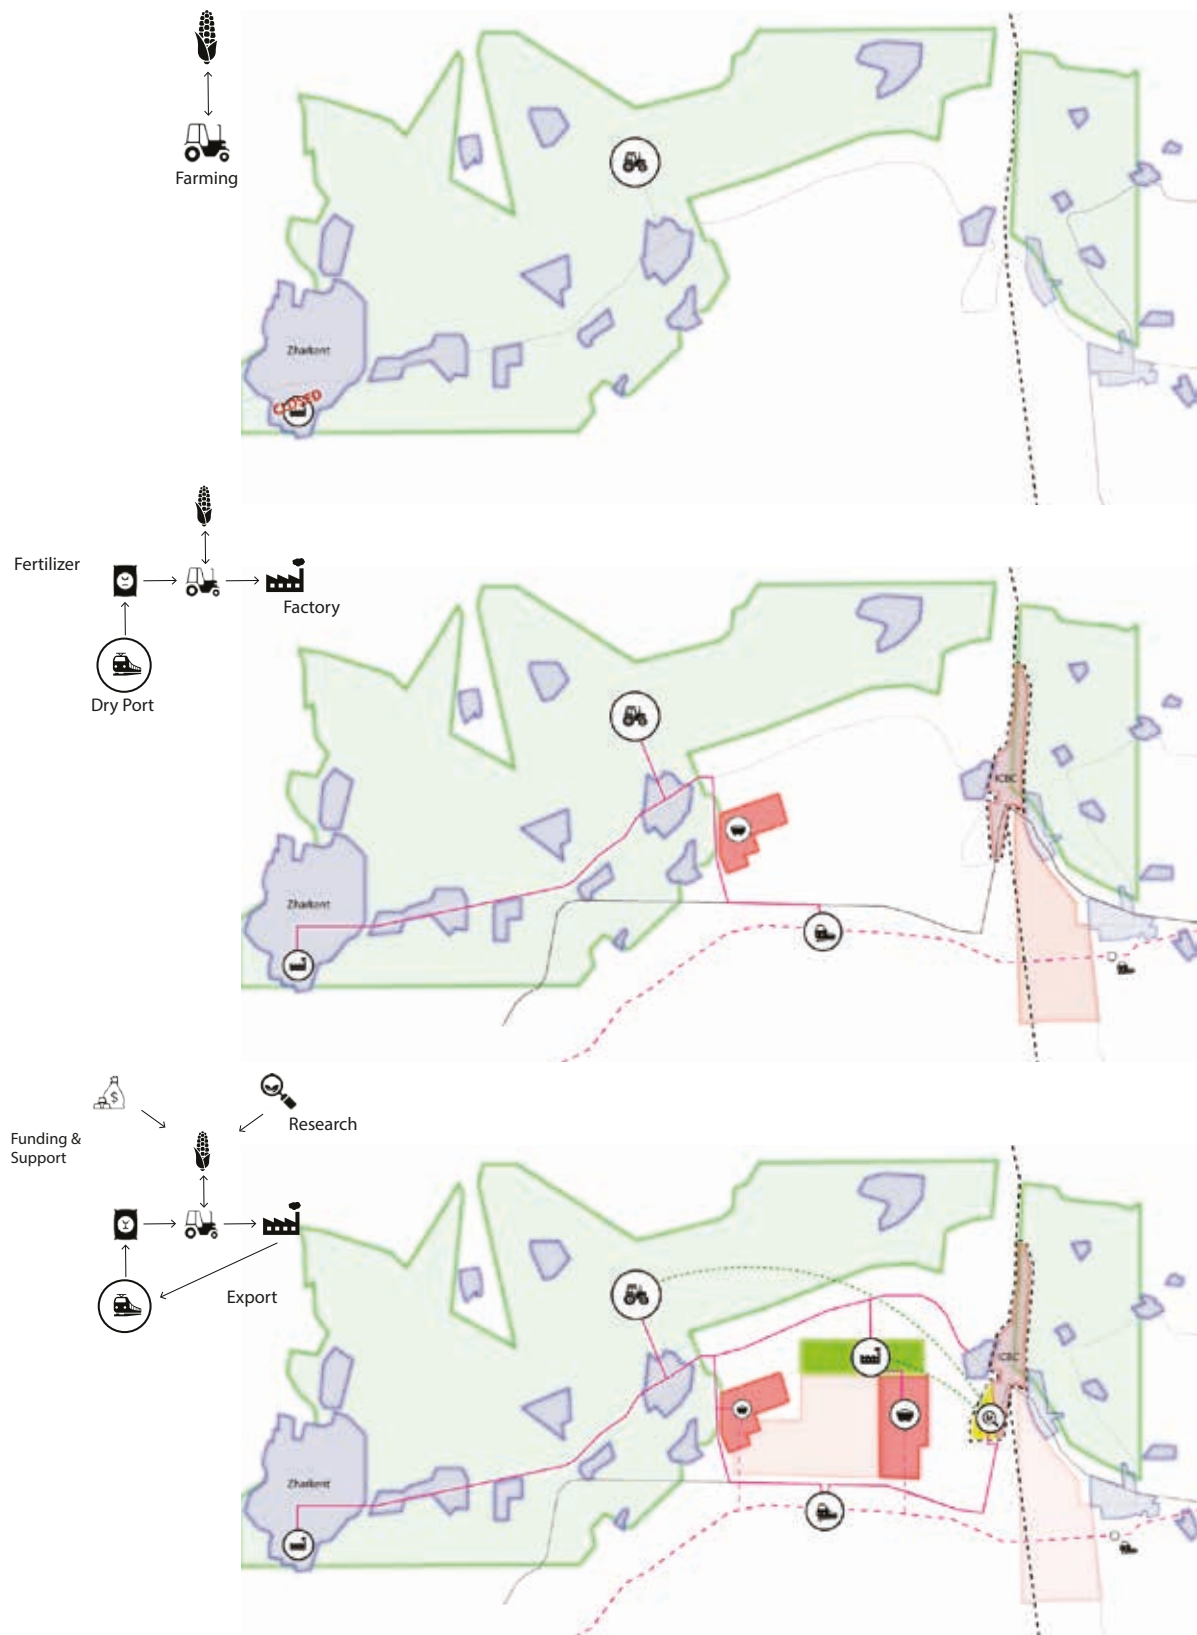 Farming
Zharkent
CLOSED
Fertilizer
Factory
Dry Port
ICBC
Zharkent
Funding &
Support
Research
Export
ICBC
Zharkent
$